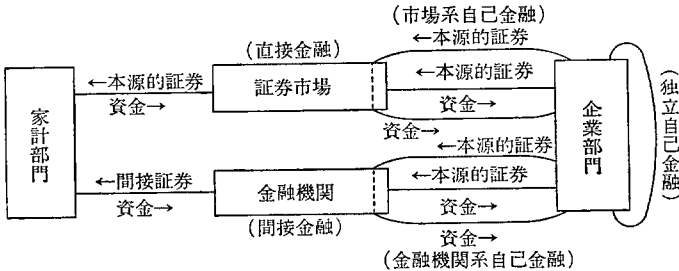 (市場系自己金融)
(直接金融)
←本源的証券
←本源的証券
証券市場
←本源的証券
資金→
資金→
資金→
家計部門
企業部門
(独立自己金融)
←本源的証券
←間接証券
金融機関
←本源的証券
資金→
資金→
(間接金融)
資金→
(金融機関系自己金融)